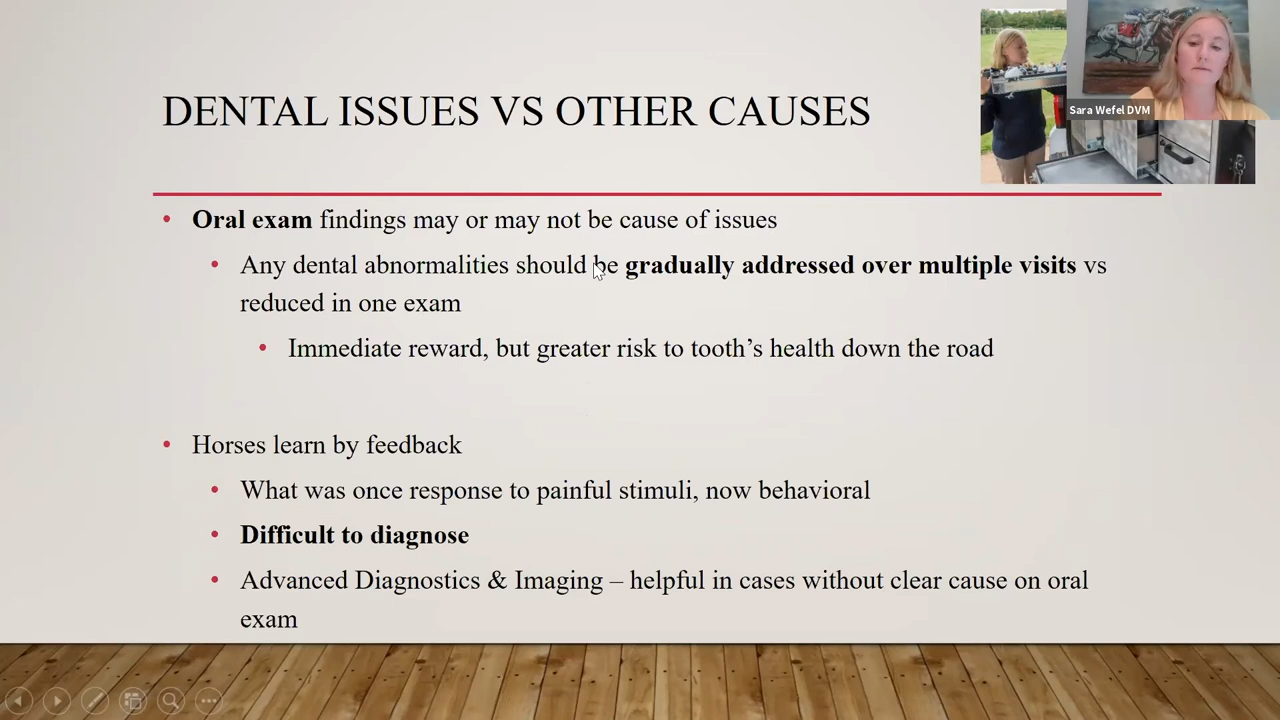 Sara Wefel DVM
DENTAL ISSUES VS OTHER CAUSES
• Oral exam findings may or may not be cause of issues
• Any dental abnormalities should be gradually addressed over multiple visits vs
reduced in one exam
• Immediate reward, but greater risk to tooth’s health down the road
• Horses learn by feedback
• What was once response to painful stimuli, now behavioral
• Difficult to diagnose
• Advanced Diagnostics & Imaging – helpful in cases without clear cause on oral
exam